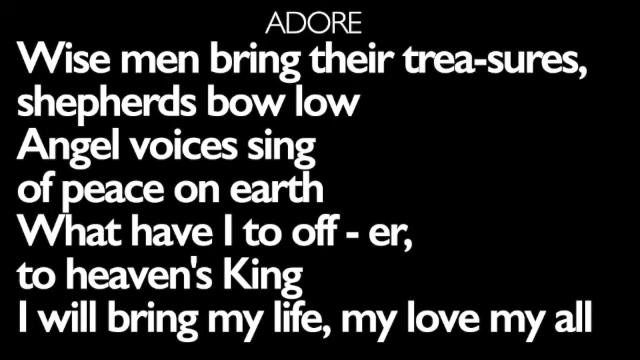 ADORE
Wise men bring their trea-sures,
shepherds bow low
Angel voices sing
of peace on earth
What have I to off - er,
to heaven's King
I will bring my life, my love my all